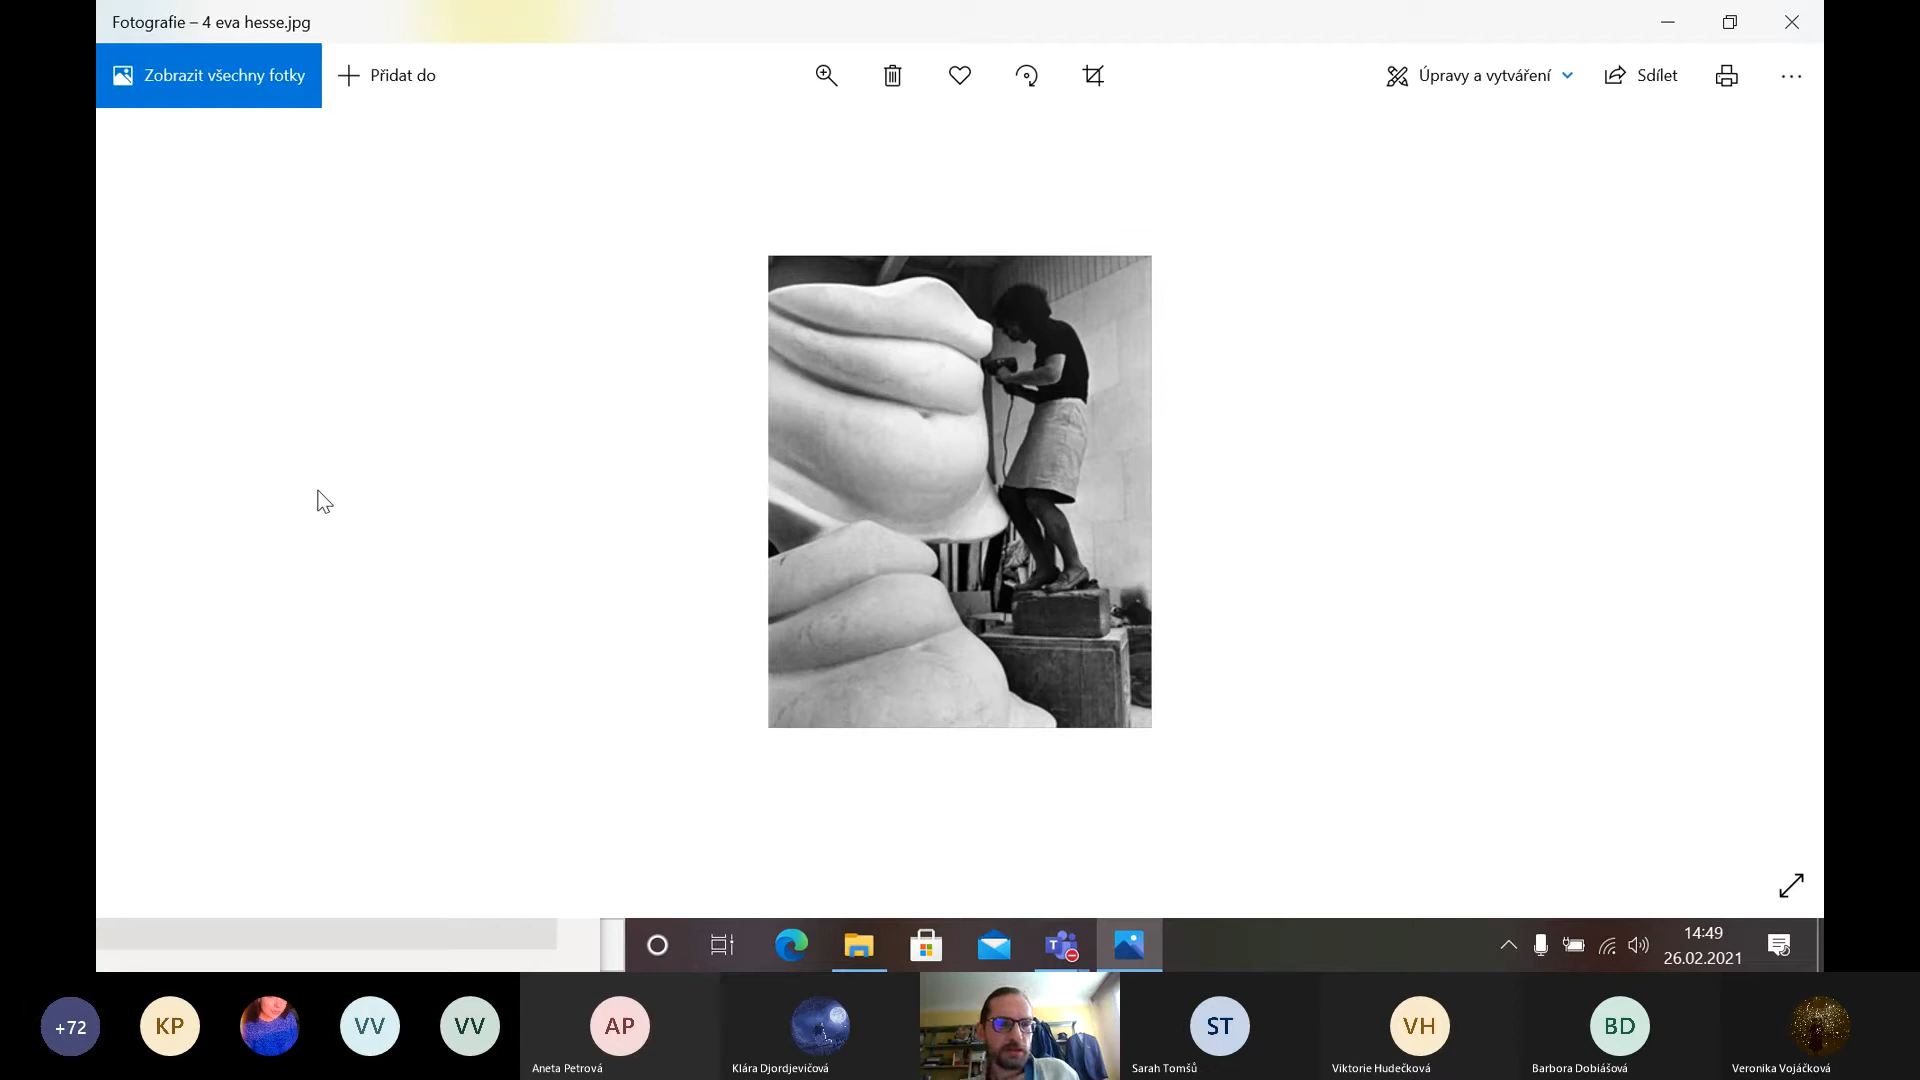 Fotografie – 4 eva hesse.jpg
Zobrazit všechny fotky
Přidat do
Úpravy a vytváření
Sdílet
14:49
26.02.2021
+72
KP
VV
VV
AP
ST
VH
BD
Aneta Petrová
Klára Djordjevičová
Sarah Tomšů
Viktorie Hudečková
Barbora Dobiášová
Veronika Vojáčková